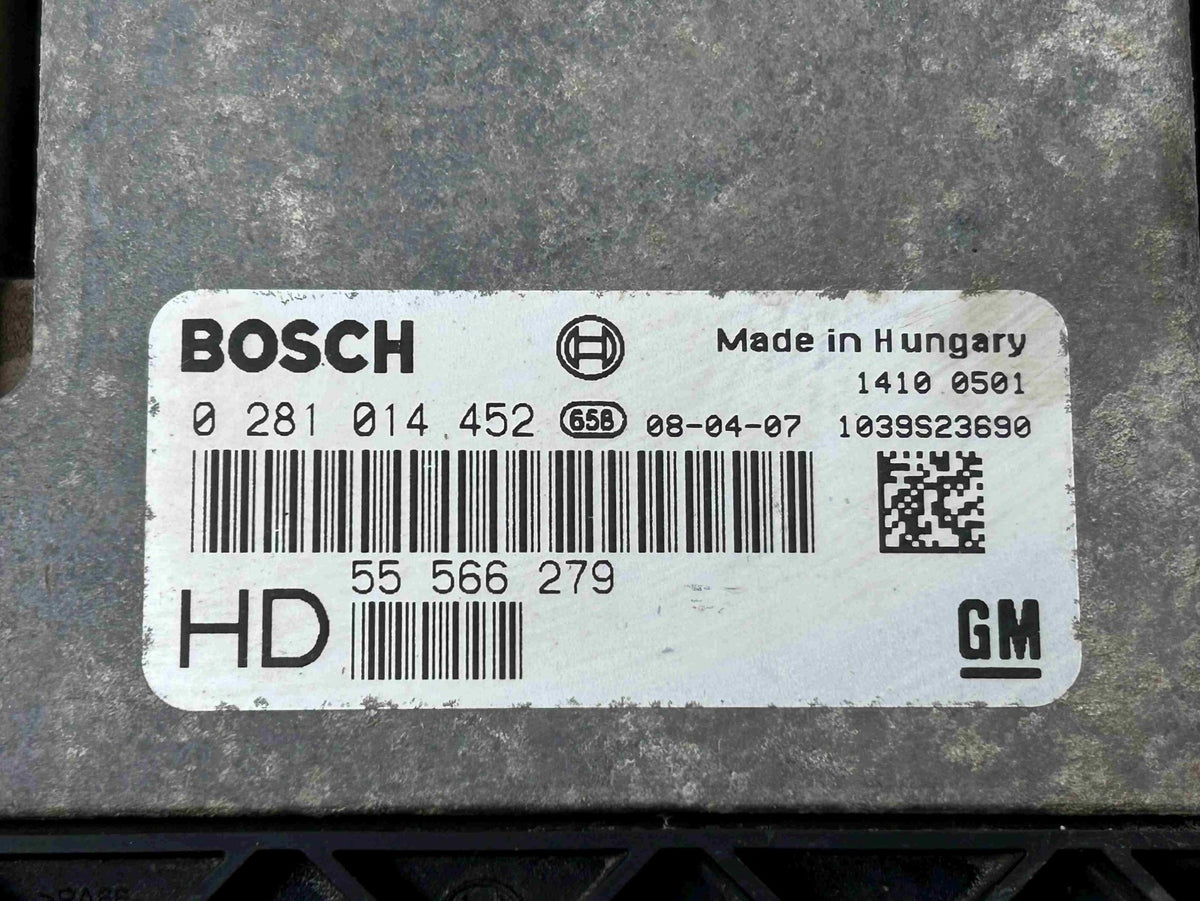 BOSCH
Made in Hungary
1410 0501
0 281 014 452 658 08-04-07 1039S23690
55 566 279
HD
GM